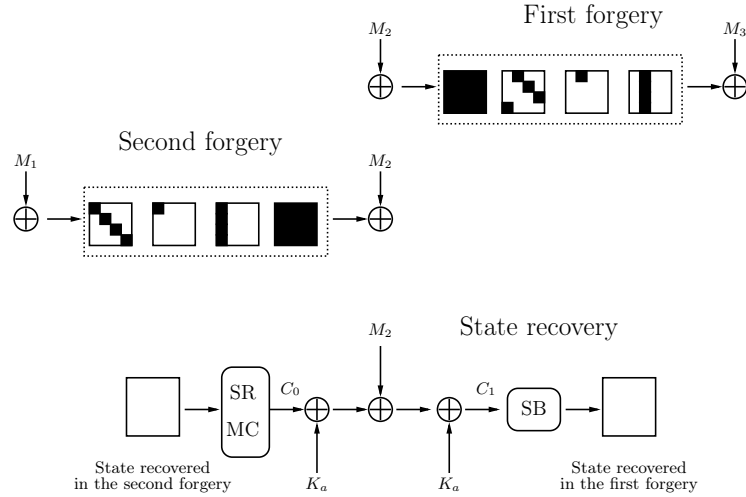 First forgery
M₂
M₃
Second forgery
M₁
M₂
State recovery
M₂
SR
MC
C₀
C₁
SB
State recovered
in the second forgery
Kₐ
Kₐ
State recovered
in the first forgery